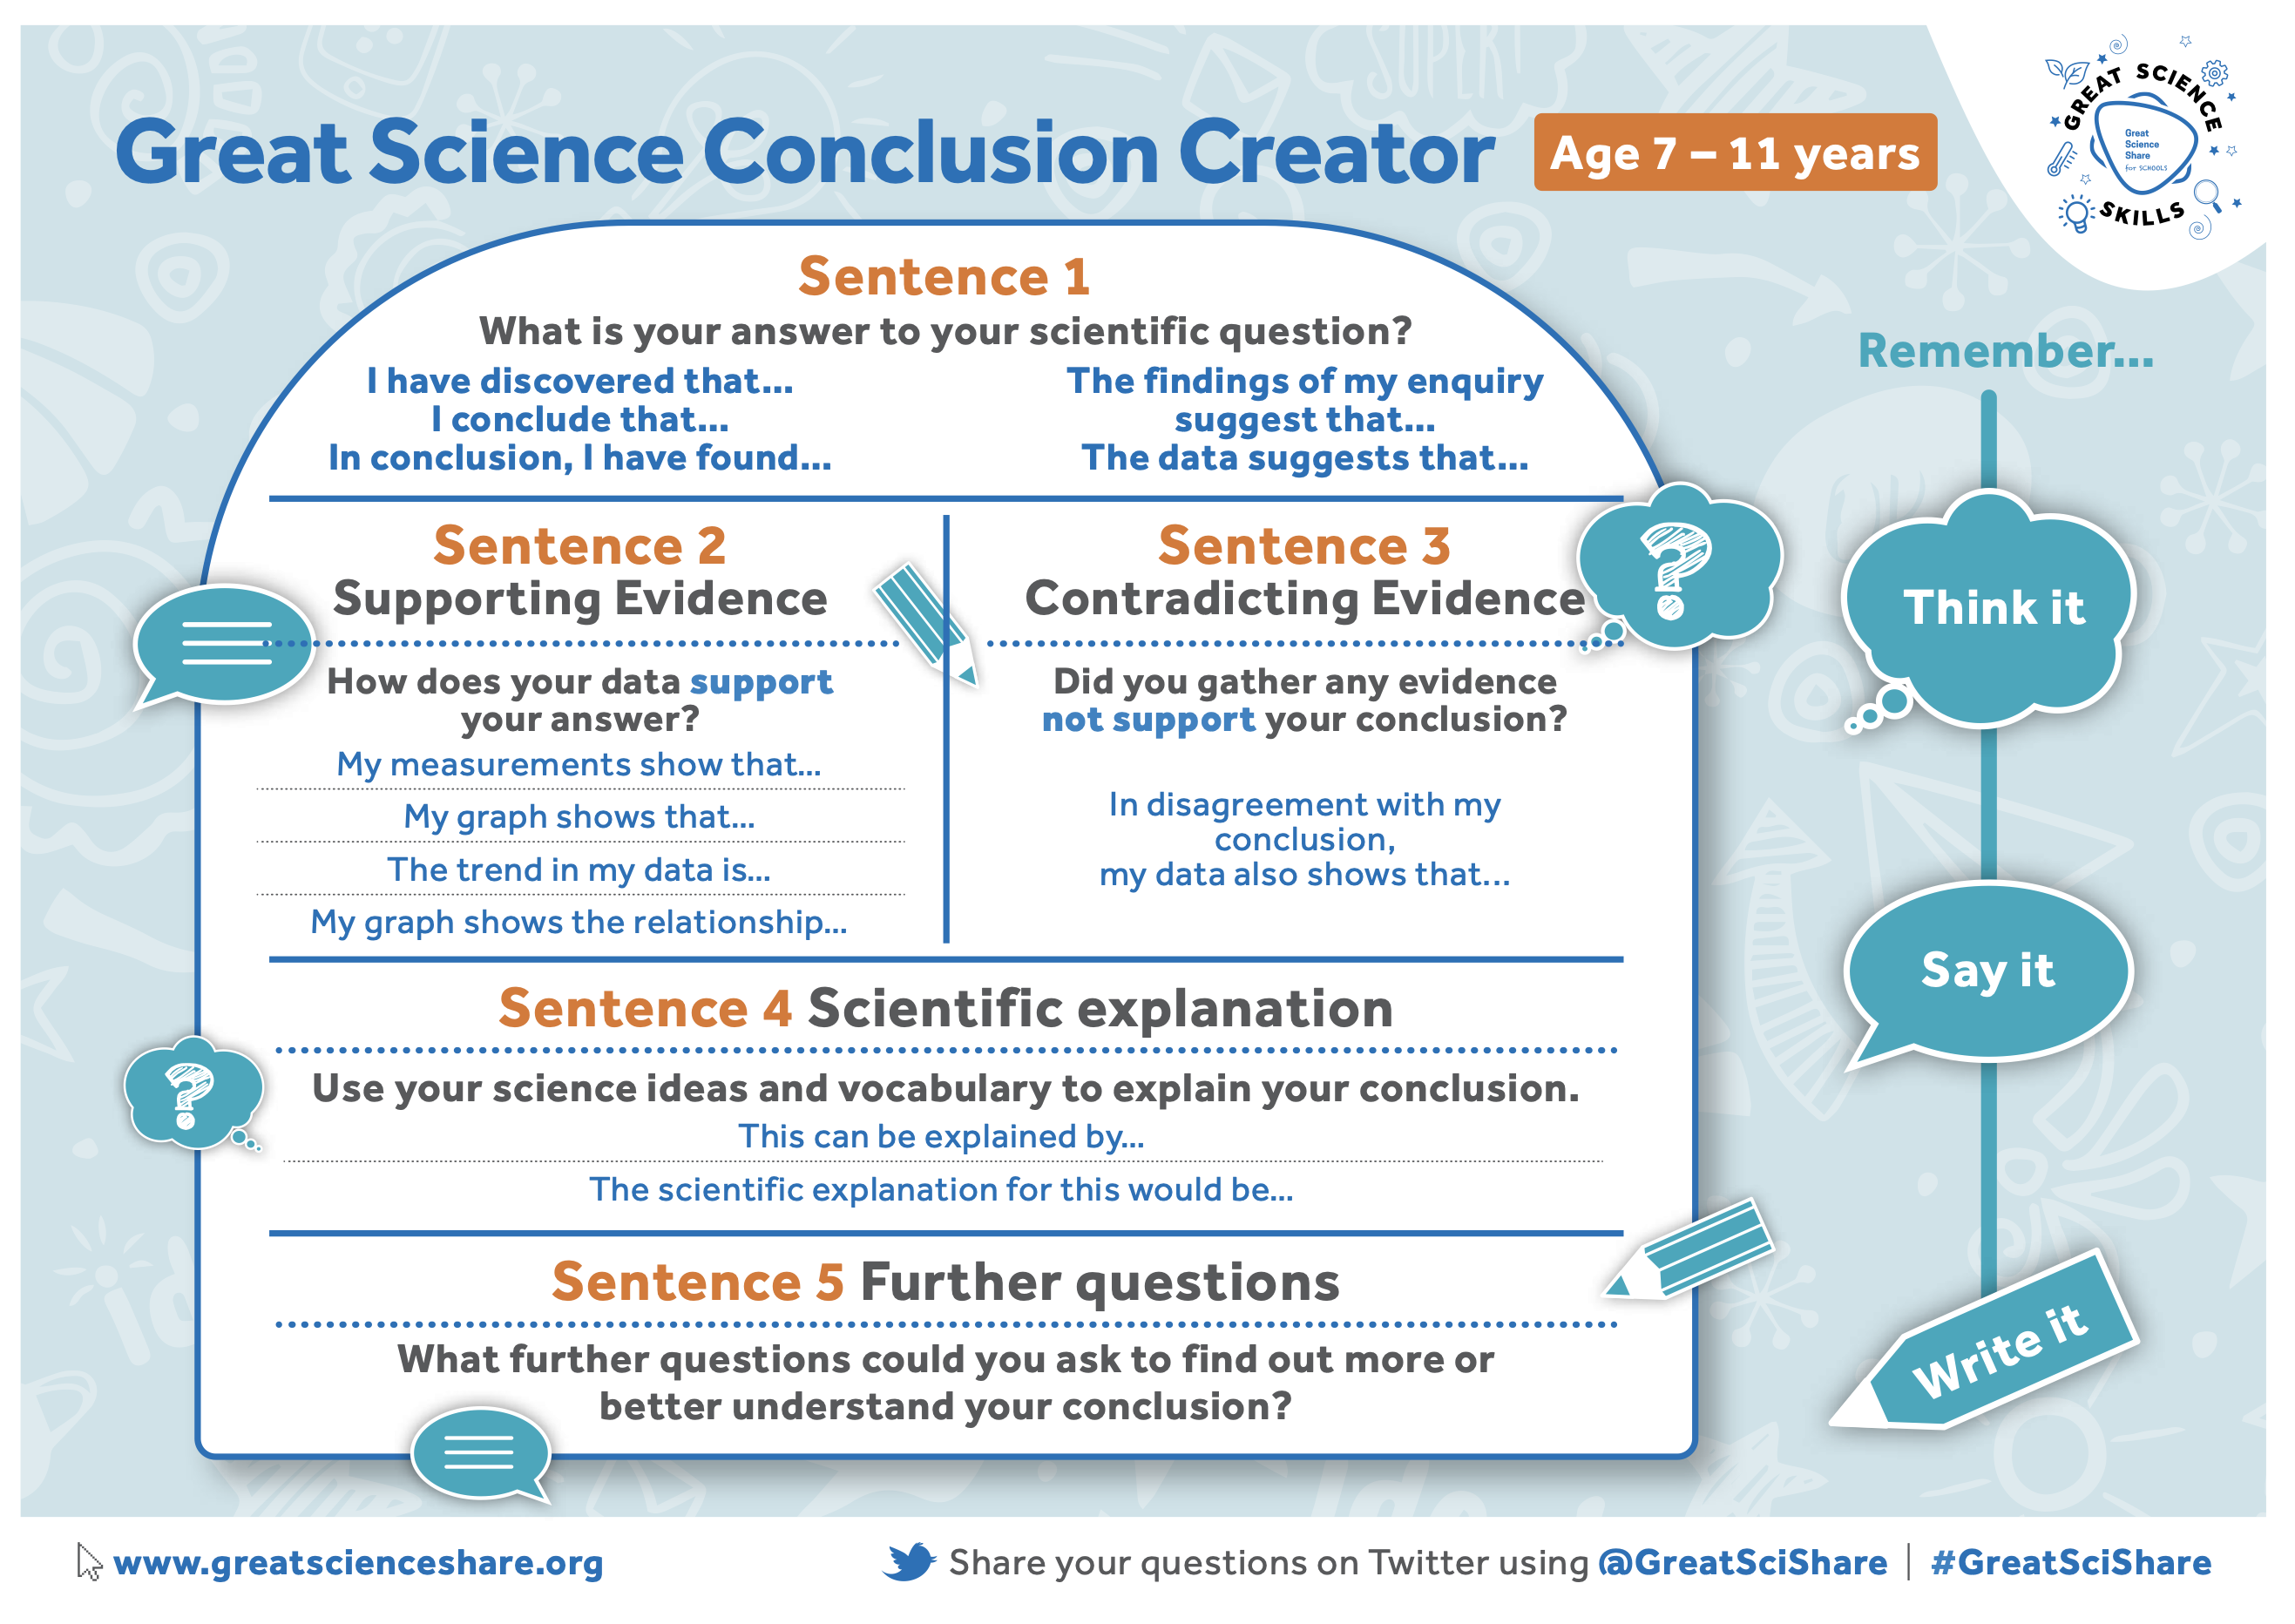 Great Science Conclusion Creator
Age 7 – 11 years
GREAT SCIENCE
Great
Science
Share
for SCHOOLS
SKILLS
Sentence 1
What is your answer to your scientific question?
I have discovered that...
I conclude that...
In conclusion, I have found...
The findings of my enquiry
suggest that...
The data suggests that...
Sentence 2
Supporting Evidence
How does your data support
your answer?
My measurements show that...
My graph shows that...
The trend in my data is...
My graph shows the relationship...
Sentence 3
Contradicting Evidence
?
Did you gather any evidence
not support your conclusion?
In disagreement with my
conclusion,
my data also shows that...
Sentence 4 Scientific explanation
?
Use your science ideas and vocabulary to explain your conclusion.
This can be explained by...
The scientific explanation for this would be...
Sentence 5 Further questions
What further questions could you ask to find out more or
better understand your conclusion?
Remember...
Think it
Say it
Write it
SUPER!
ide
Idea
www.greatscienceshare.org
Share your questions on Twitter using @GreatSciShare | #GreatSciShare